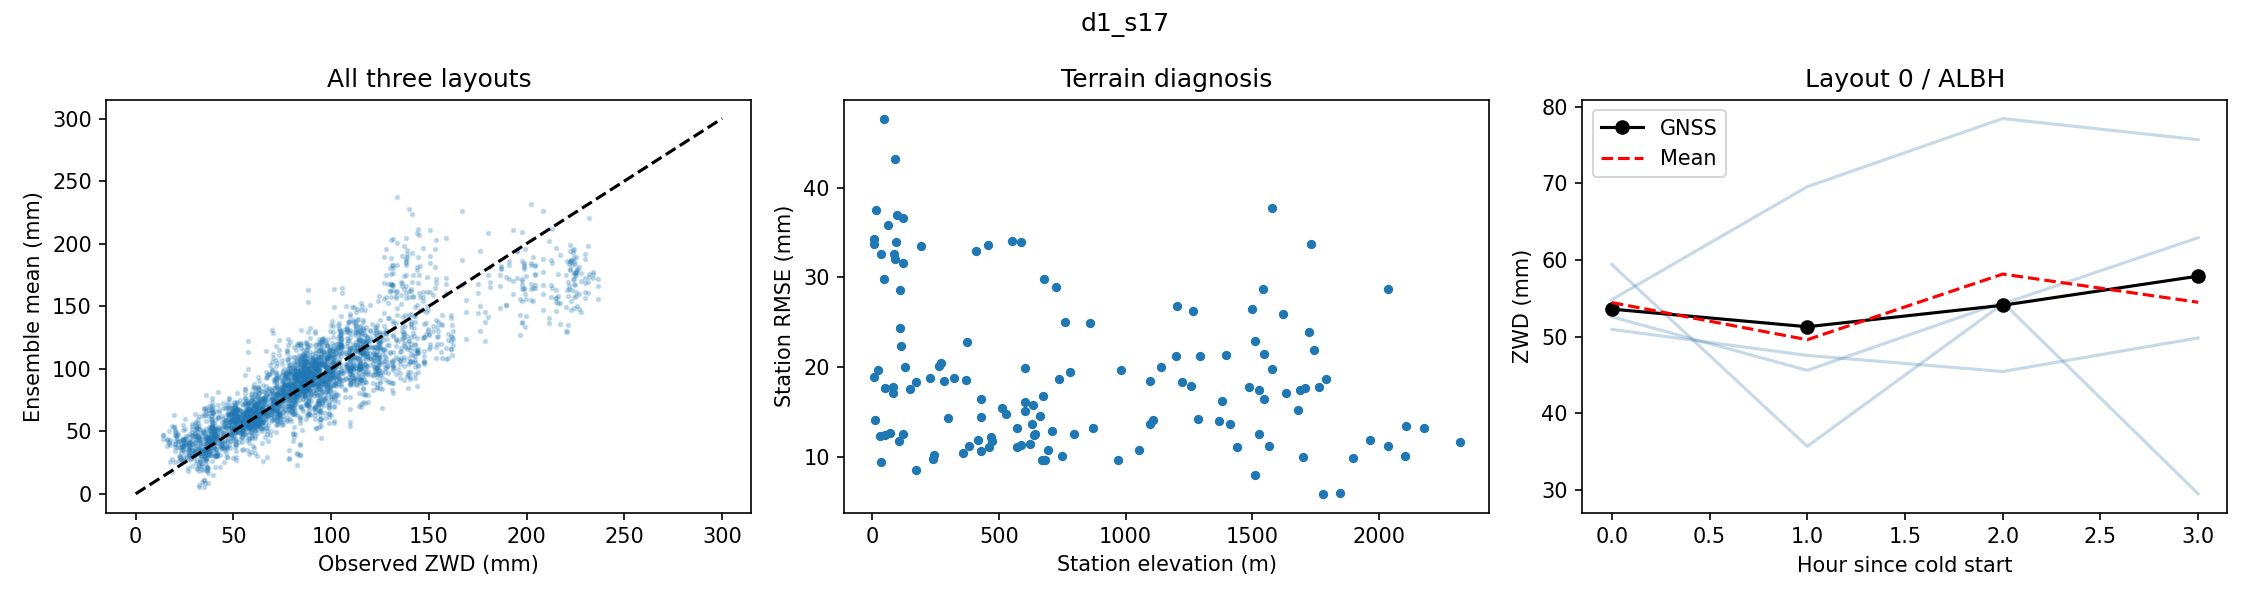 d1_s17
All three layouts
300
250
200
150
100
50
0
Ensemble mean (mm)
0 50 100 150 200 250 300
Observed ZWD (mm)
Terrain diagnosis
40
30
20
10
Station RMSE (mm)
0 500 1000 1500 2000
Station elevation (m)
Layout 0 / ALBH
GNSS
Mean
80
70
60
50
40
30
ZWD (mm)
0.0 0.5 1.0 1.5 2.0 2.5 3.0
Hour since cold start